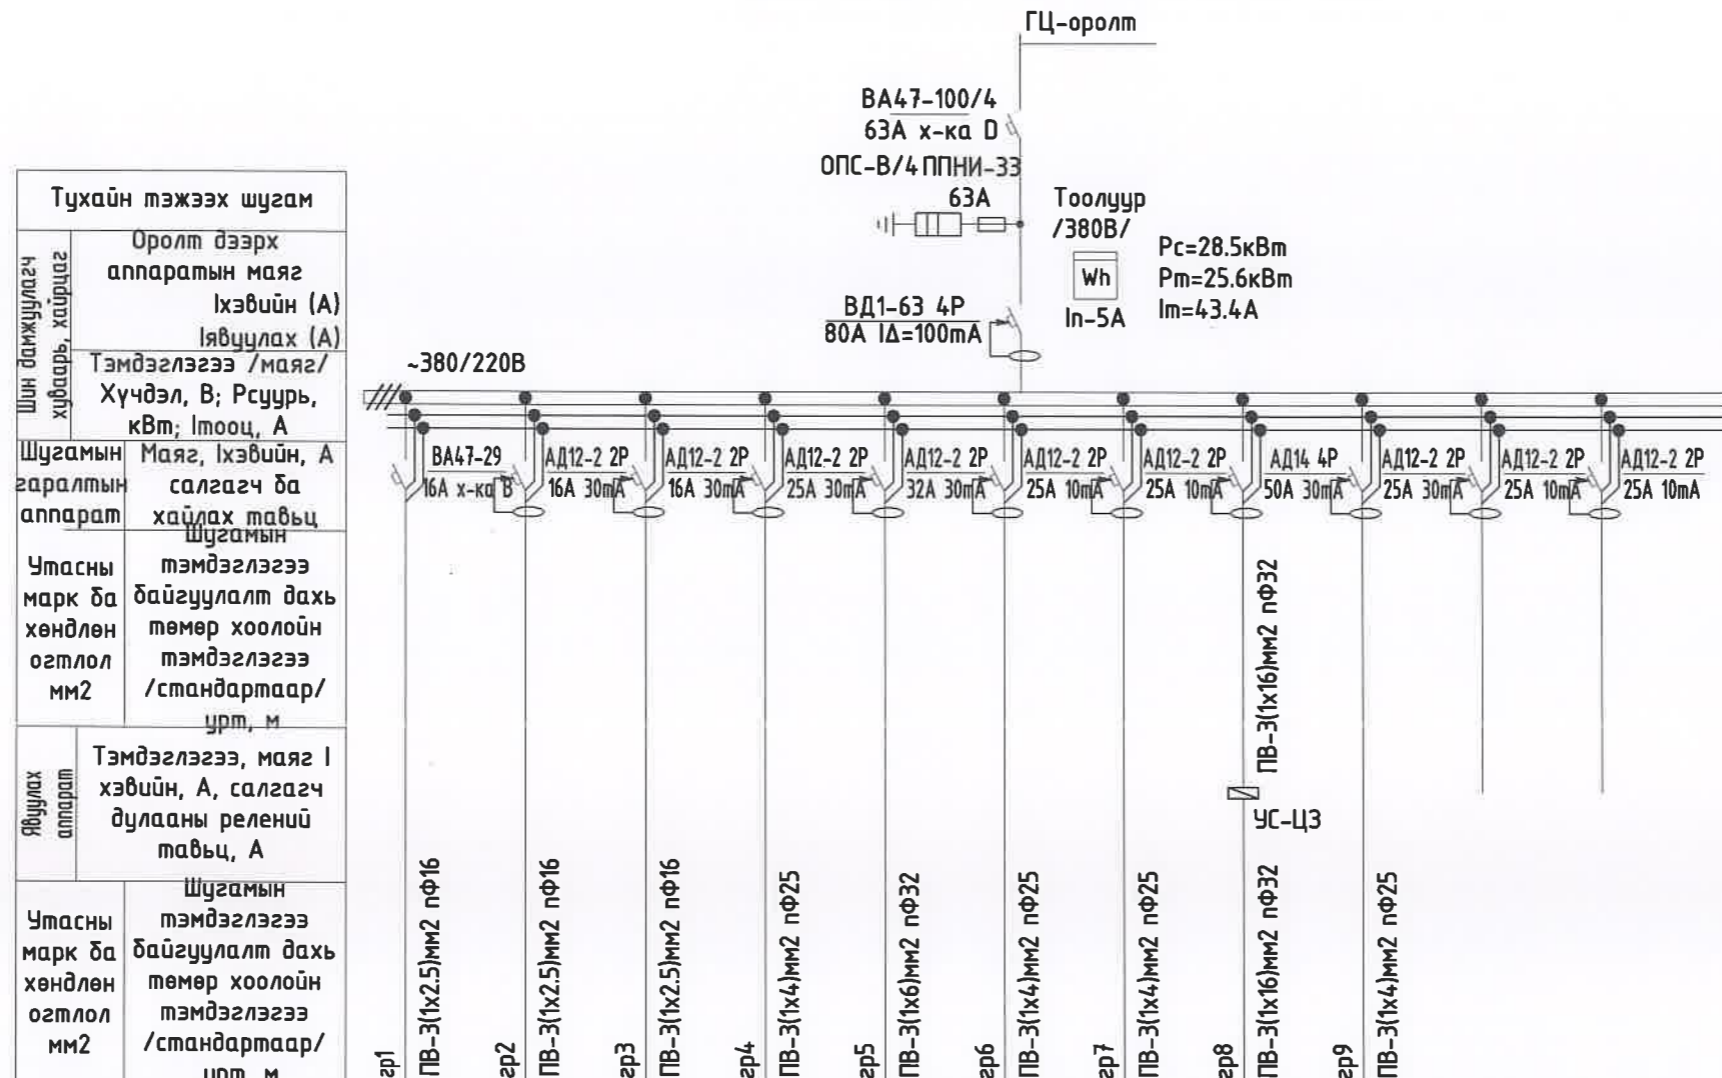 ГЦ-оролт
ВА47-100/4
63А х-ка D
ОПС-В/4 ППНИ-33
63А
Тоолуур
/380В/
Wh
In-5А
Рс=28.5кВт
Рт=25.6кВт
Iт=43.4А
ВД1-63 4Р
80А IΔ=100mA
~380/220В
Тухайн тэжээх шугам
Шин дамжуулагч
хуваарь, хайрцаг
Оролт дээрх
аппаратын маяг
Iхэвийн (А)
Iявуулах (А)
Тэмдэглэгээ /маяг/
Хүчдэл, В; Рсуурь,
кВт; Iтооц, А
Шугамын
гаралтын
аппарат
Маяг, Iхэвийн, А
салгагч ба
хайлах тавьц
ВА47-29
16А х-ка В
АД12-2 2Р
16А 30mA
АД12-2 2Р
16А 30mA
АД12-2 2Р
25А 30mA
АД12-2 2Р
32А 30mA
АД12-2 2Р
25А 10mA
АД12-2 2Р
25А 10mA
АД14 4Р
50А 30mA
АД12-2 2Р
25А 30mA
АД12-2 2Р
25А 10mA
АД12-2 2Р
25А 10mA
Утасны
марк ба
хөндлөн
огтлол
мм2
Шугамын
тэмдэглэгээ
байгуулалт дахь
төмөр хоолойн
тэмдэглэгээ
/стандартаар/
урт, м
ПВ-3(1х16)мм2 пФ32
Явуулах
аппарат
Тэмдэглэгээ, маяг I
хэвийн, А, салгагч
дулааны релений
тавьц, А
УС-ЦЗ
Утасны
марк ба
хөндлөн
огтлол
мм2
Шугамын
тэмдэглэгээ
байгуулалт дахь
төмөр хоолойн
тэмдэглэгээ
/стандартаар/
урт, м
гр1
ПВ-3(1х2.5)мм2 пФ16
гр2
ПВ-3(1х2.5)мм2 пФ16
гр3
ПВ-3(1х2.5)мм2 пФ16
гр4
ПВ-3(1х4)мм2 пФ25
гр5
ПВ-3(1х6)мм2 пФ32
гр6
ПВ-3(1х4)мм2 пФ25
гр7
ПВ-3(1х4)мм2 пФ25
гр8
ПВ-3(1х16)мм2 пФ32
гр9
ПВ-3(1х4)мм2 пФ25